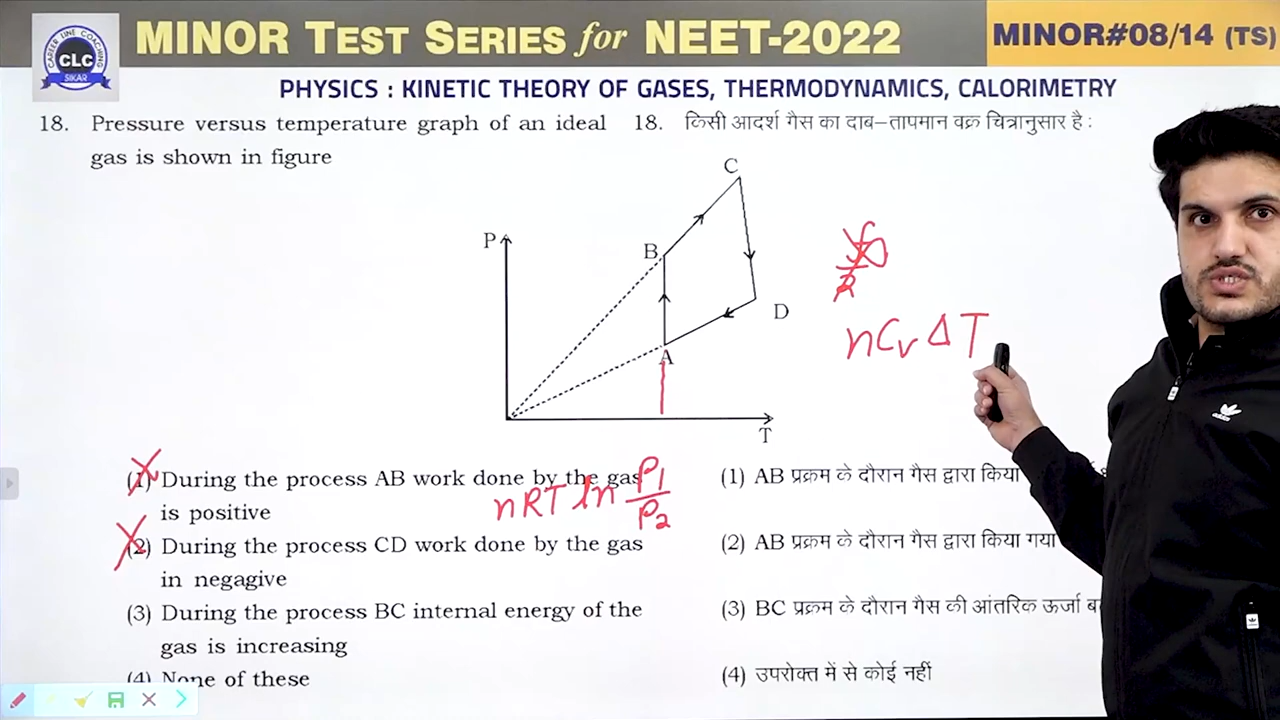 CAREER LINE COACHING
CLC
SIKAR
MINOR TEST SERIES for NEET-2022
MINOR#08/14 (TS)
PHYSICS : KINETIC THEORY OF GASES, THERMODYNAMICS, CALORIMETRY
18. Pressure versus temperature graph of an ideal
gas is shown in figure
18. किसी आदर्श गैस का दाब–तापमान वक्र चित्रानुसार है :
C
P
B
D
A
T
nCv ΔT
(1) During the process AB work done by the gas
is positive
nRT ln P1/P2
(2) During the process CD work done by the gas
in negagive
(3) During the process BC internal energy of the
gas is increasing
(4) None of these
(1) AB प्रक्रम के दौरान गैस द्वारा किया
(2) AB प्रक्रम के दौरान गैस द्वारा किया गया
(3) BC प्रक्रम के दौरान गैस की आंतरिक ऊर्जा
(4) उपरोक्त में से कोई नहीं
adidas